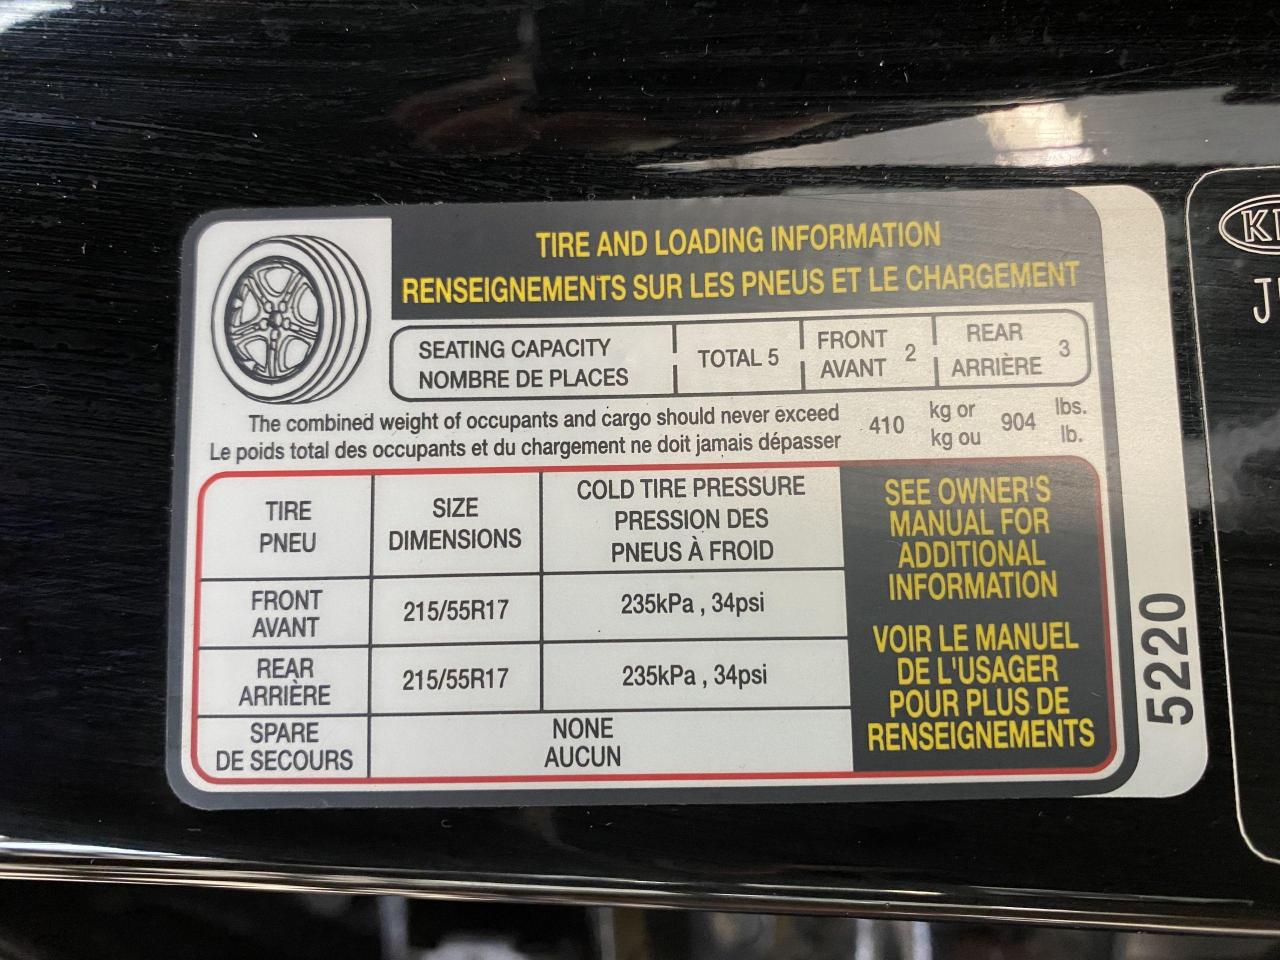 TIRE AND LOADING INFORMATION
RENSEIGNEMENTS SUR LES PNEUS ET LE CHARGEMENT
SEATING CAPACITY
NOMBRE DE PLACES
TOTAL 5
FRONT
AVANT
2
REAR
ARRIÈRE
3
The combined weight of occupants and cargo should never exceed
Le poids total des occupants et du chargement ne doit jamais dépasser
410
kg or
kg ou
904
lbs.
lb.
TIRE
PNEU
SIZE
DIMENSIONS
COLD TIRE PRESSURE
PRESSION DES
PNEUS À FROID
FRONT
AVANT
215/55R17
235kPa , 34psi
REAR
ARRIÈRE
215/55R17
235kPa , 34psi
SPARE
DE SECOURS
NONE
AUCUN
SEE OWNER'S
MANUAL FOR
ADDITIONAL
INFORMATION
VOIR LE MANUEL
DE L'USAGER
POUR PLUS DE
RENSEIGNEMENTS
5220